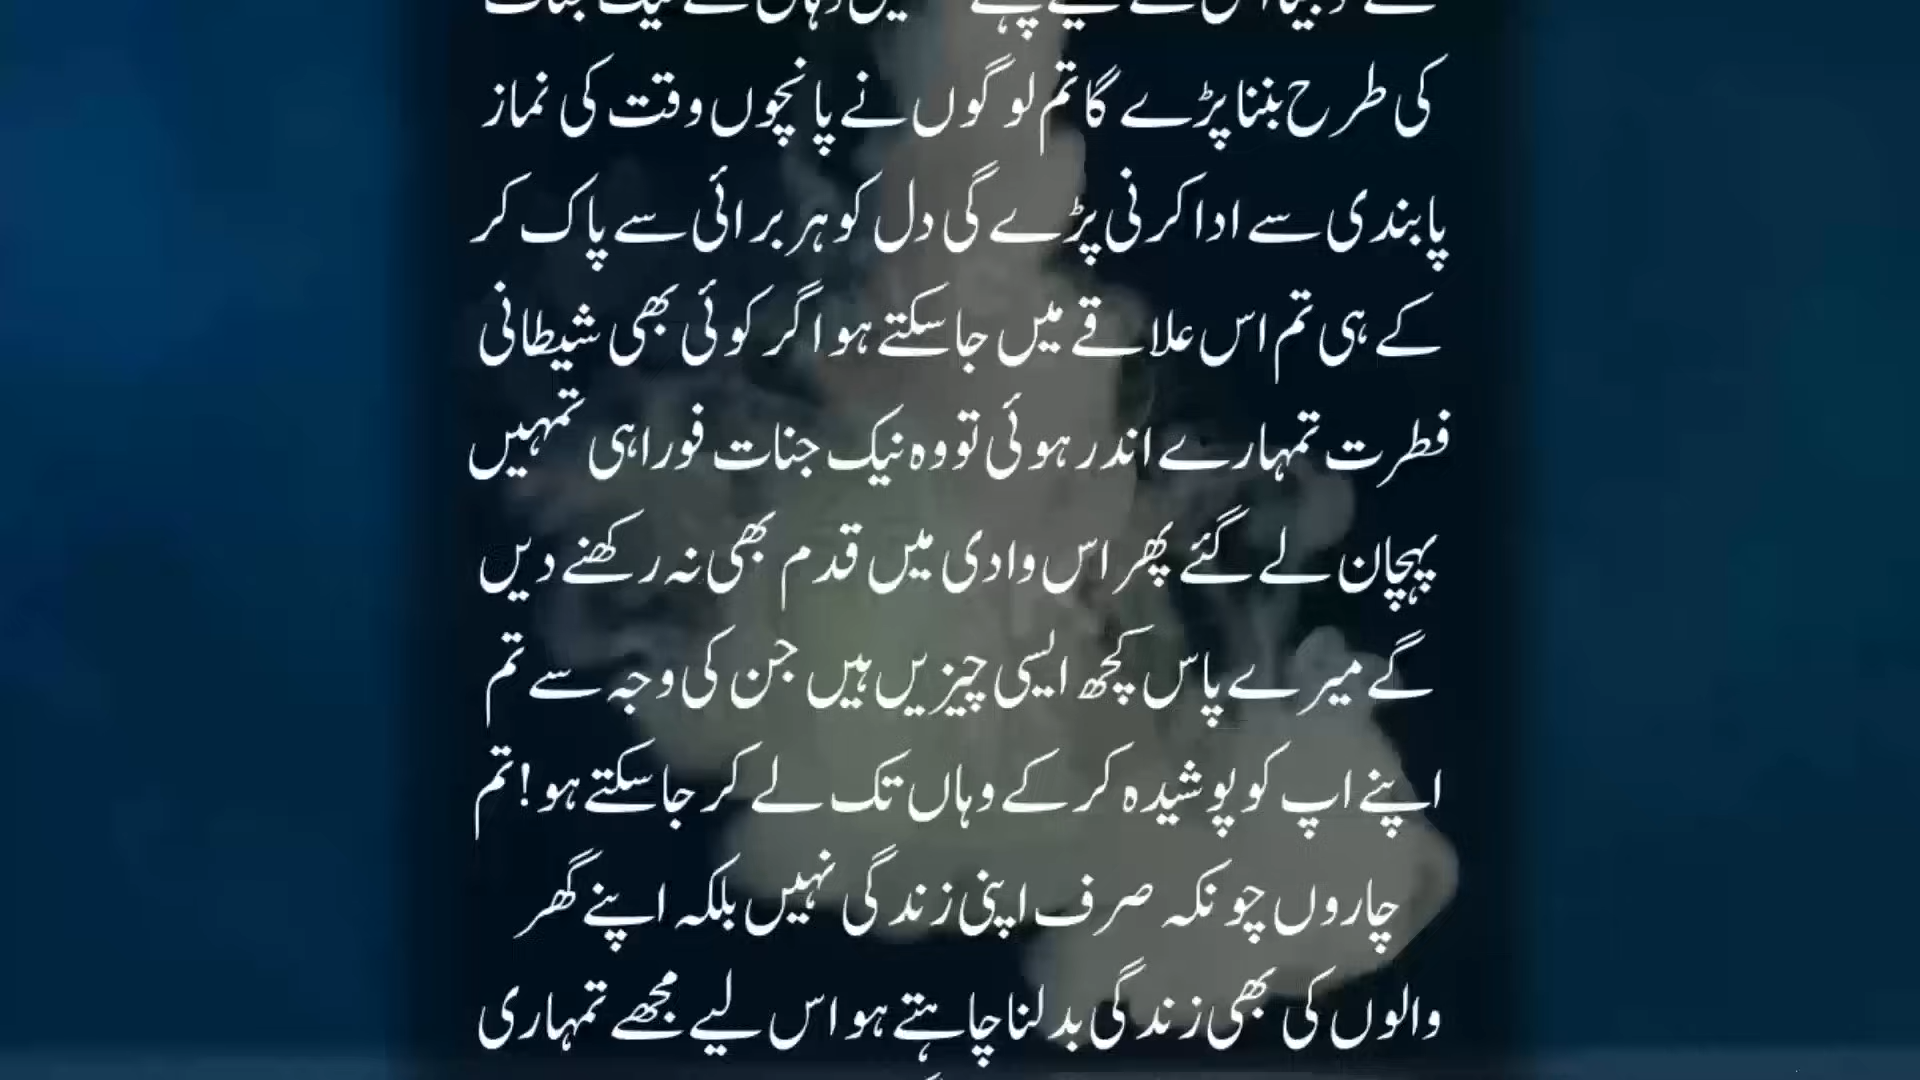 کی طرح بننا پڑے گا تم لوگوں نے پانچوں وقت کی نماز
پابندی سے ادا کرنی پڑے گی دل کو ہر برائی سے پاک کر
کے ہی تم اس علاقے میں جا سکتے ہو اگر کوئی بھی شیطانی
فطرت تمہارے اندر ہوئی تو وہ نیک جنات فورا ہی تمہیں
پہچان لے گئے پھر اس وادی میں قدم بھی نہ رکھنے دیں
گے میرے پاس کچھ ایسی چیزیں ہیں جن کی وجہ سے تم
اپنے اپ کو پوشیدہ کر کے وہاں تک لے کر جا سکتے ہو! تم
چاروں چونکہ صرف اپنی زندگی نہیں بلکہ اپنے گھر
والوں کی بھی زندگی بدلنا چاہتے ہو اس لیے مجھے تمہاری